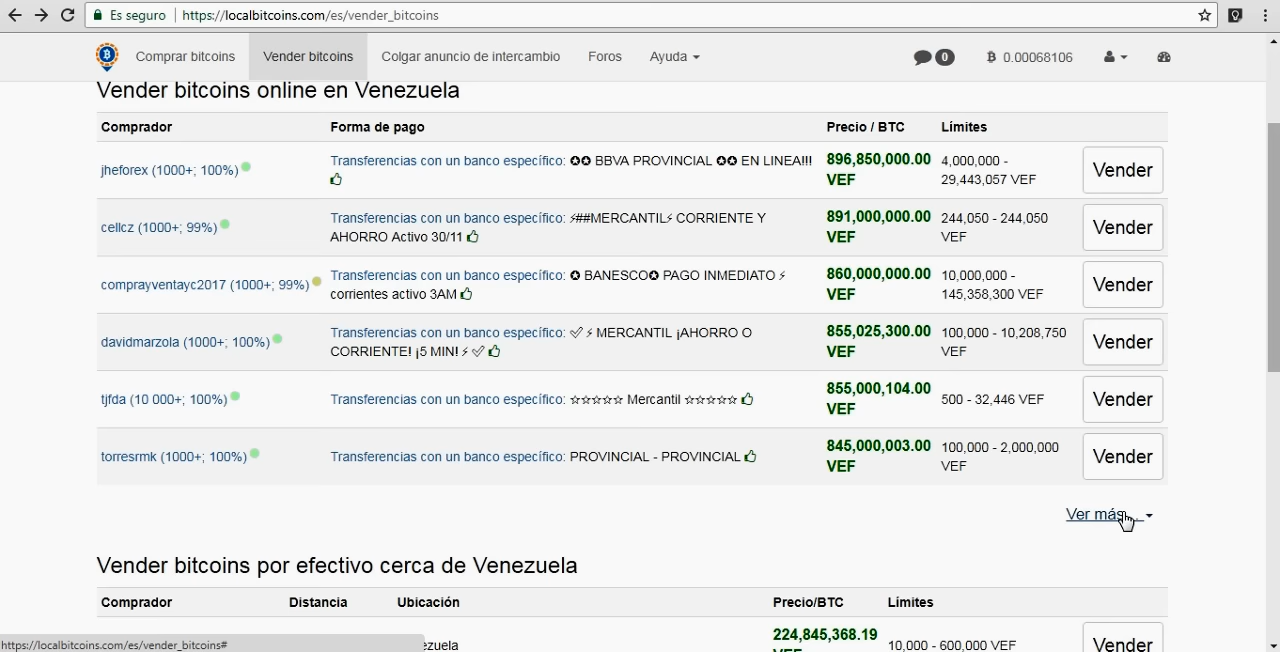 Es seguro https://localbitcoins.com/es/vender_bitcoins
Comprar bitcoins Vender bitcoins Colgar anuncio de intercambio Foros Ayuda 0 0.00068106
Vender bitcoins online en Venezuela
Comprador Forma de pago Precio / BTC Límites
jheforex (1000+; 100%) Transferencias con un banco específico: ✪✪ BBVA PROVINCIAL ✪✪ EN LINEA!!! 896,850,000.00 VEF 4,000,000 - 29,443,057 VEF Vender
cellcz (1000+; 99%) Transferencias con un banco específico: ⚡##MERCANTIL⚡ CORRIENTE Y AHORRO Activo 30/11 891,000,000.00 VEF 244,050 - 244,050 VEF Vender
comprayventayc2017 (1000+; 99%) Transferencias con un banco específico: ✪ BANESCO✪ PAGO INMEDIATO ⚡ corrientes activo 3AM 860,000,000.00 VEF 10,000,000 - 145,358,300 VEF Vender
davidmarzola (1000+; 100%) Transferencias con un banco específico: ✅ ⚡ MERCANTIL ¡AHORRO O CORRIENTE! ¡5 MIN! ⚡ ✅ 855,025,300.00 VEF 100,000 - 10,208,750 VEF Vender
tjfda (10 000+; 100%) Transferencias con un banco específico: ☆☆☆☆☆ Mercantil ☆☆☆☆☆ 855,000,104.00 VEF 500 - 32,446 VEF Vender
torresrmk (1000+; 100%) Transferencias con un banco específico: PROVINCIAL - PROVINCIAL 845,000,003.00 VEF 100,000 - 2,000,000 VEF Vender
Ver más...
Vender bitcoins por efectivo cerca de Venezuela
Comprador Distancia Ubicación Precio/BTC Límites
224,845,368.19 VEF 10,000 - 600,000 VEF Vender
https://localbitcoins.com/es/vender_bitcoins#